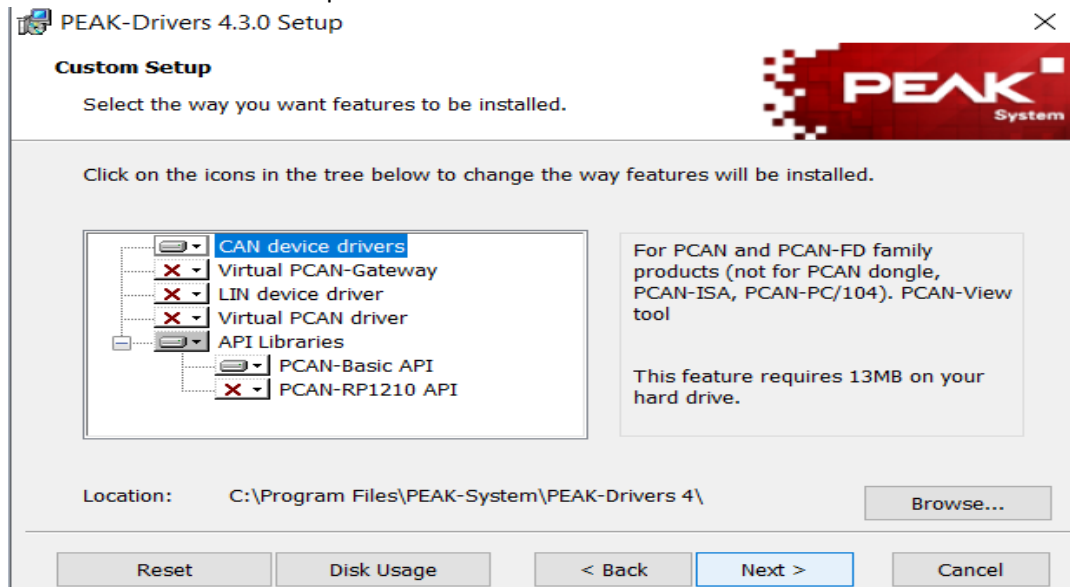 PEAK-Drivers 4.3.0 Setup
Custom Setup
Select the way you want features to be installed.
PEAK
System
Click on the icons in the tree below to change the way features will be installed.
CAN device drivers
Virtual PCAN-Gateway
LIN device driver
Virtual PCAN driver
API Libraries
PCAN-Basic API
PCAN-RP1210 API
For PCAN and PCAN-FD family
products (not for PCAN dongle,
PCAN-ISA, PCAN-PC/104). PCAN-View
tool
This feature requires 13MB on your
hard drive.
Location: C:\Program Files\PEAK-System\PEAK-Drivers 4\
Browse...
Reset Disk Usage < Back Next > Cancel